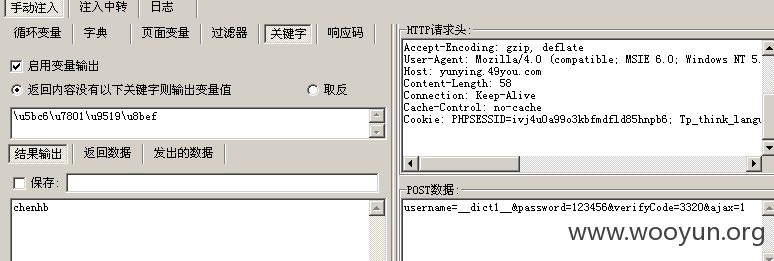 手动注入 注入中转 日志
循环变量 字典 页面变量 过滤器 关键字 响应码
启用变量输出
返回内容没有以下关键字则输出变量值 取反
\u5bc6\u7801\u9519\u8bef
结果输出 返回数据 发出的数据
保存:
chenhb
HTTP请求头:
Accept-Encoding: gzip, deflate
User-Agent: Mozilla/4.0 (compatible; MSIE 6.0; Windows NT 5.
Host: yunying.49you.com
Content-Length: 58
Connection: Keep-Alive
Cache-Control: no-cache
Cookie: PHPSESSID=ivj4u0a99o3kbfmdfld85hnpb6; Tp_think_langu
POST数据:
username=__dict1__&password=123456&verifyCode=3320&ajax=1
www.wooyun.org